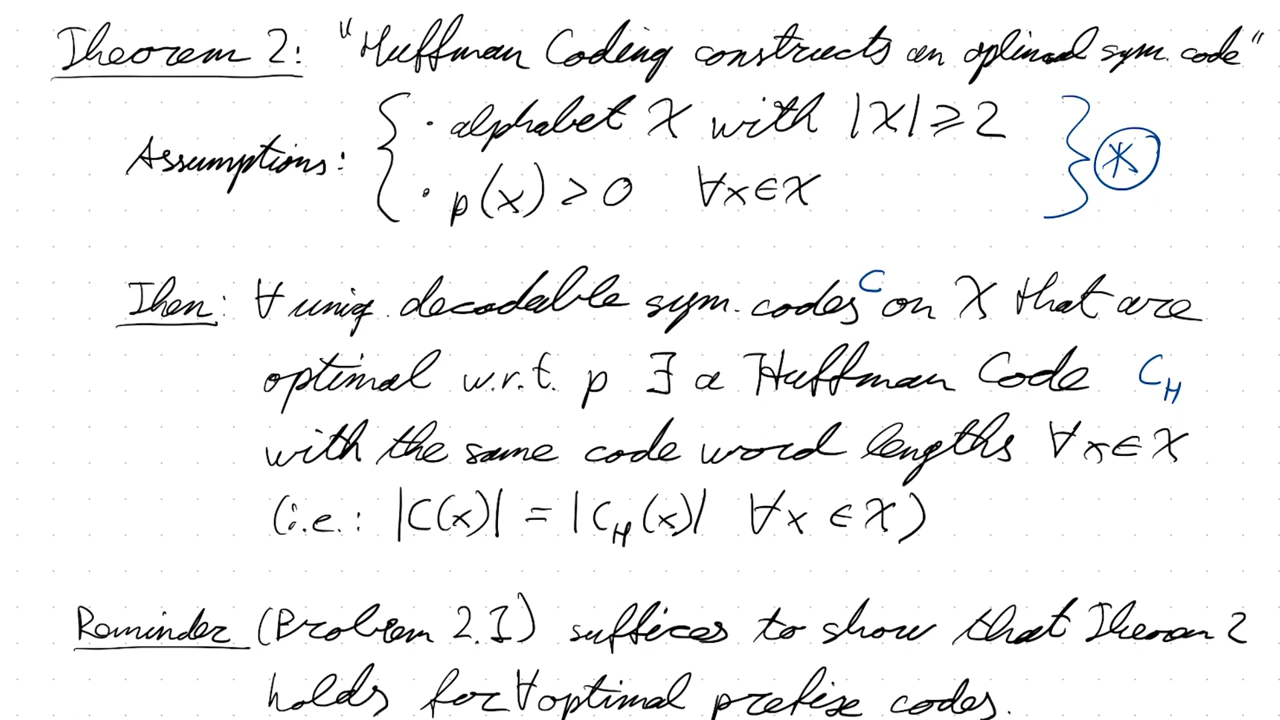 Theorem 2: "Huffman Coding constructs an optimal sym. code"
Assumptions: { · alphabet X with |X| ≥ 2
· p(x) > 0 ∀x∈X } ⊛
Then: ∀ uniq. decodable sym. codes C on X that are
optimal w.r.t. p ∃ a Huffman Code C_H
with the same code word lengths ∀x∈X
(i.e.: |C(x)| = |C_H(x)| ∀x∈X)
Reminder (Problem 2.1) suffices to show that Theorem 2
holds for ∀ optimal prefix codes.